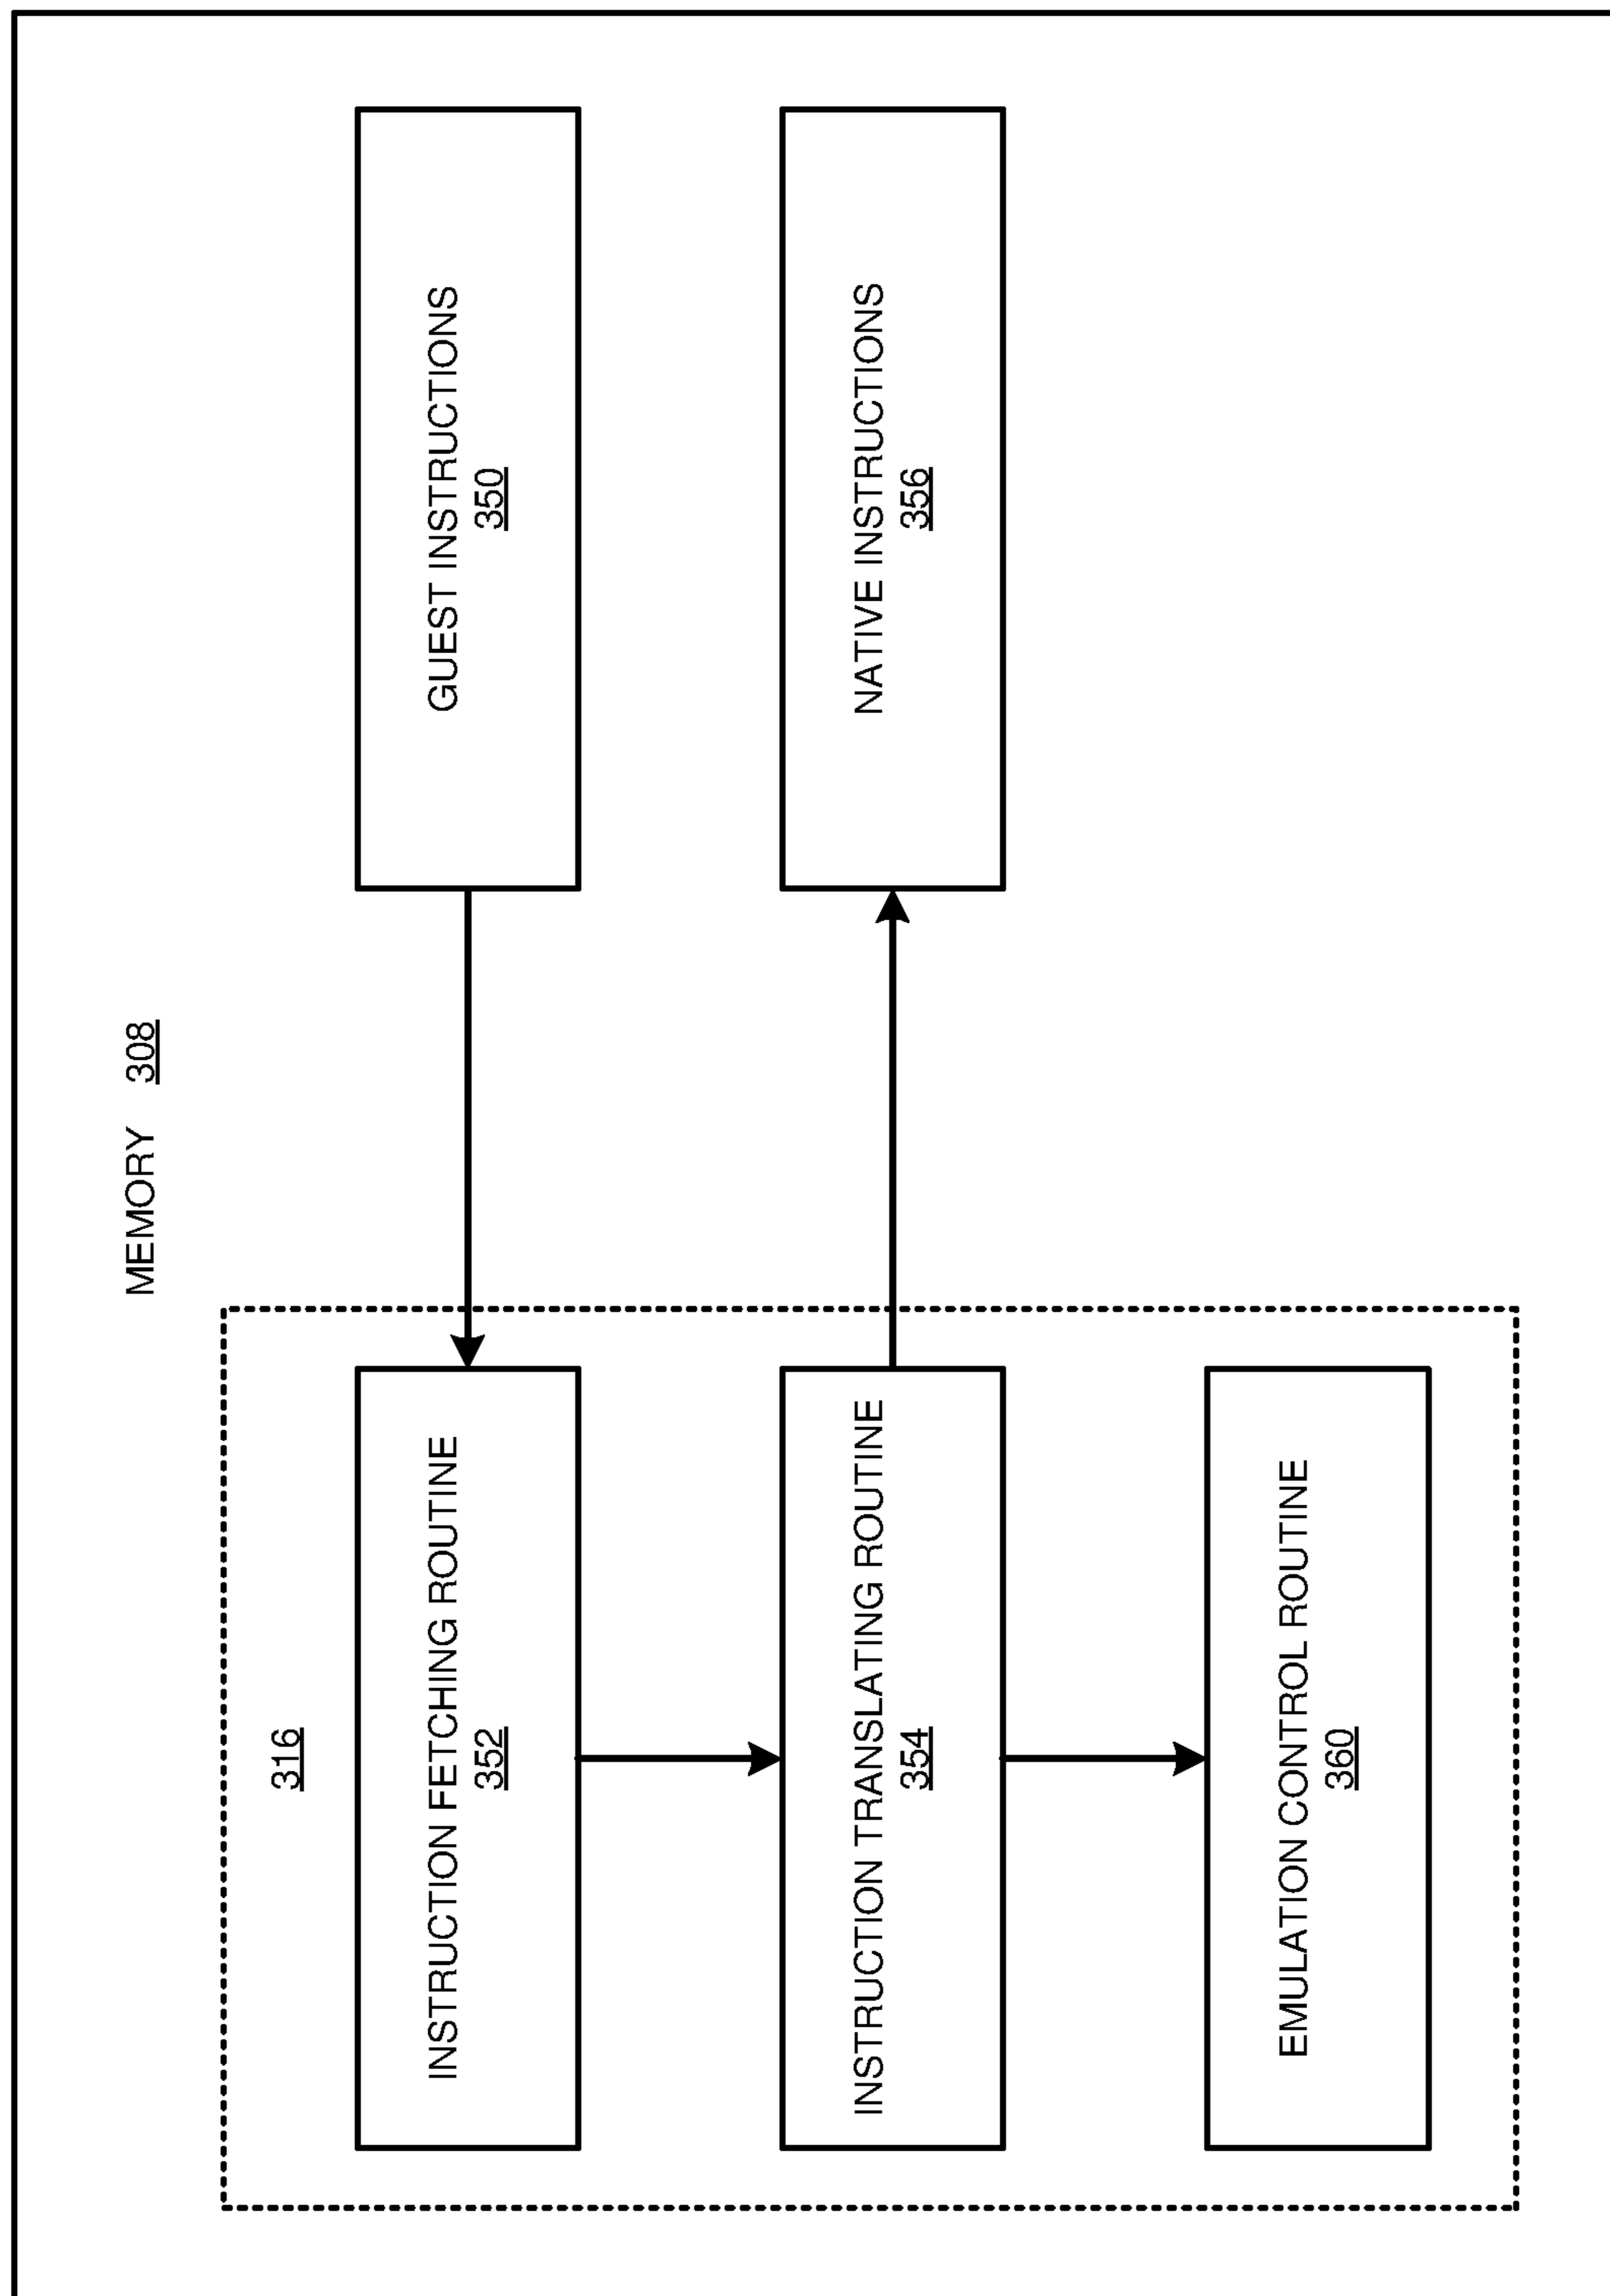 MEMORY 308
316
INSTRUCTION FETCHING ROUTINE
352
GUEST INSTRUCTIONS
350
INSTRUCTION TRANSLATING ROUTINE
354
NATIVE INSTRUCTIONS
356
EMULATION CONTROL ROUTINE
360